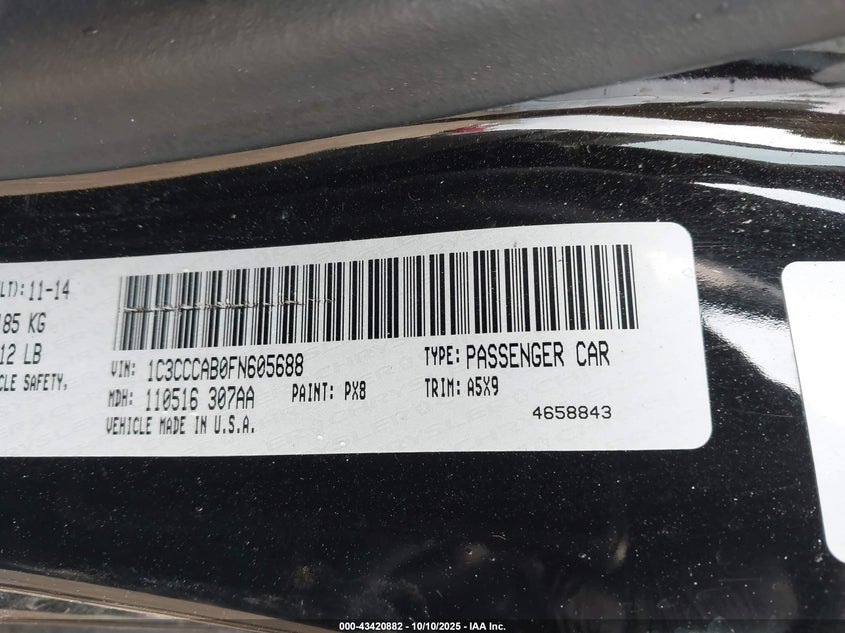 LT): 11-14
185 KG
12 LB
CLE SAFETY,
VIN: 1C3CCCAB0FN605688
TYPE: PASSENGER CAR
MDH: 110516 307AA
PAINT: PX8
TRIM: A5X9
VEHICLE MADE IN U.S.A.
4658843
000-43420882 - 10/10/2025 - IAA Inc.